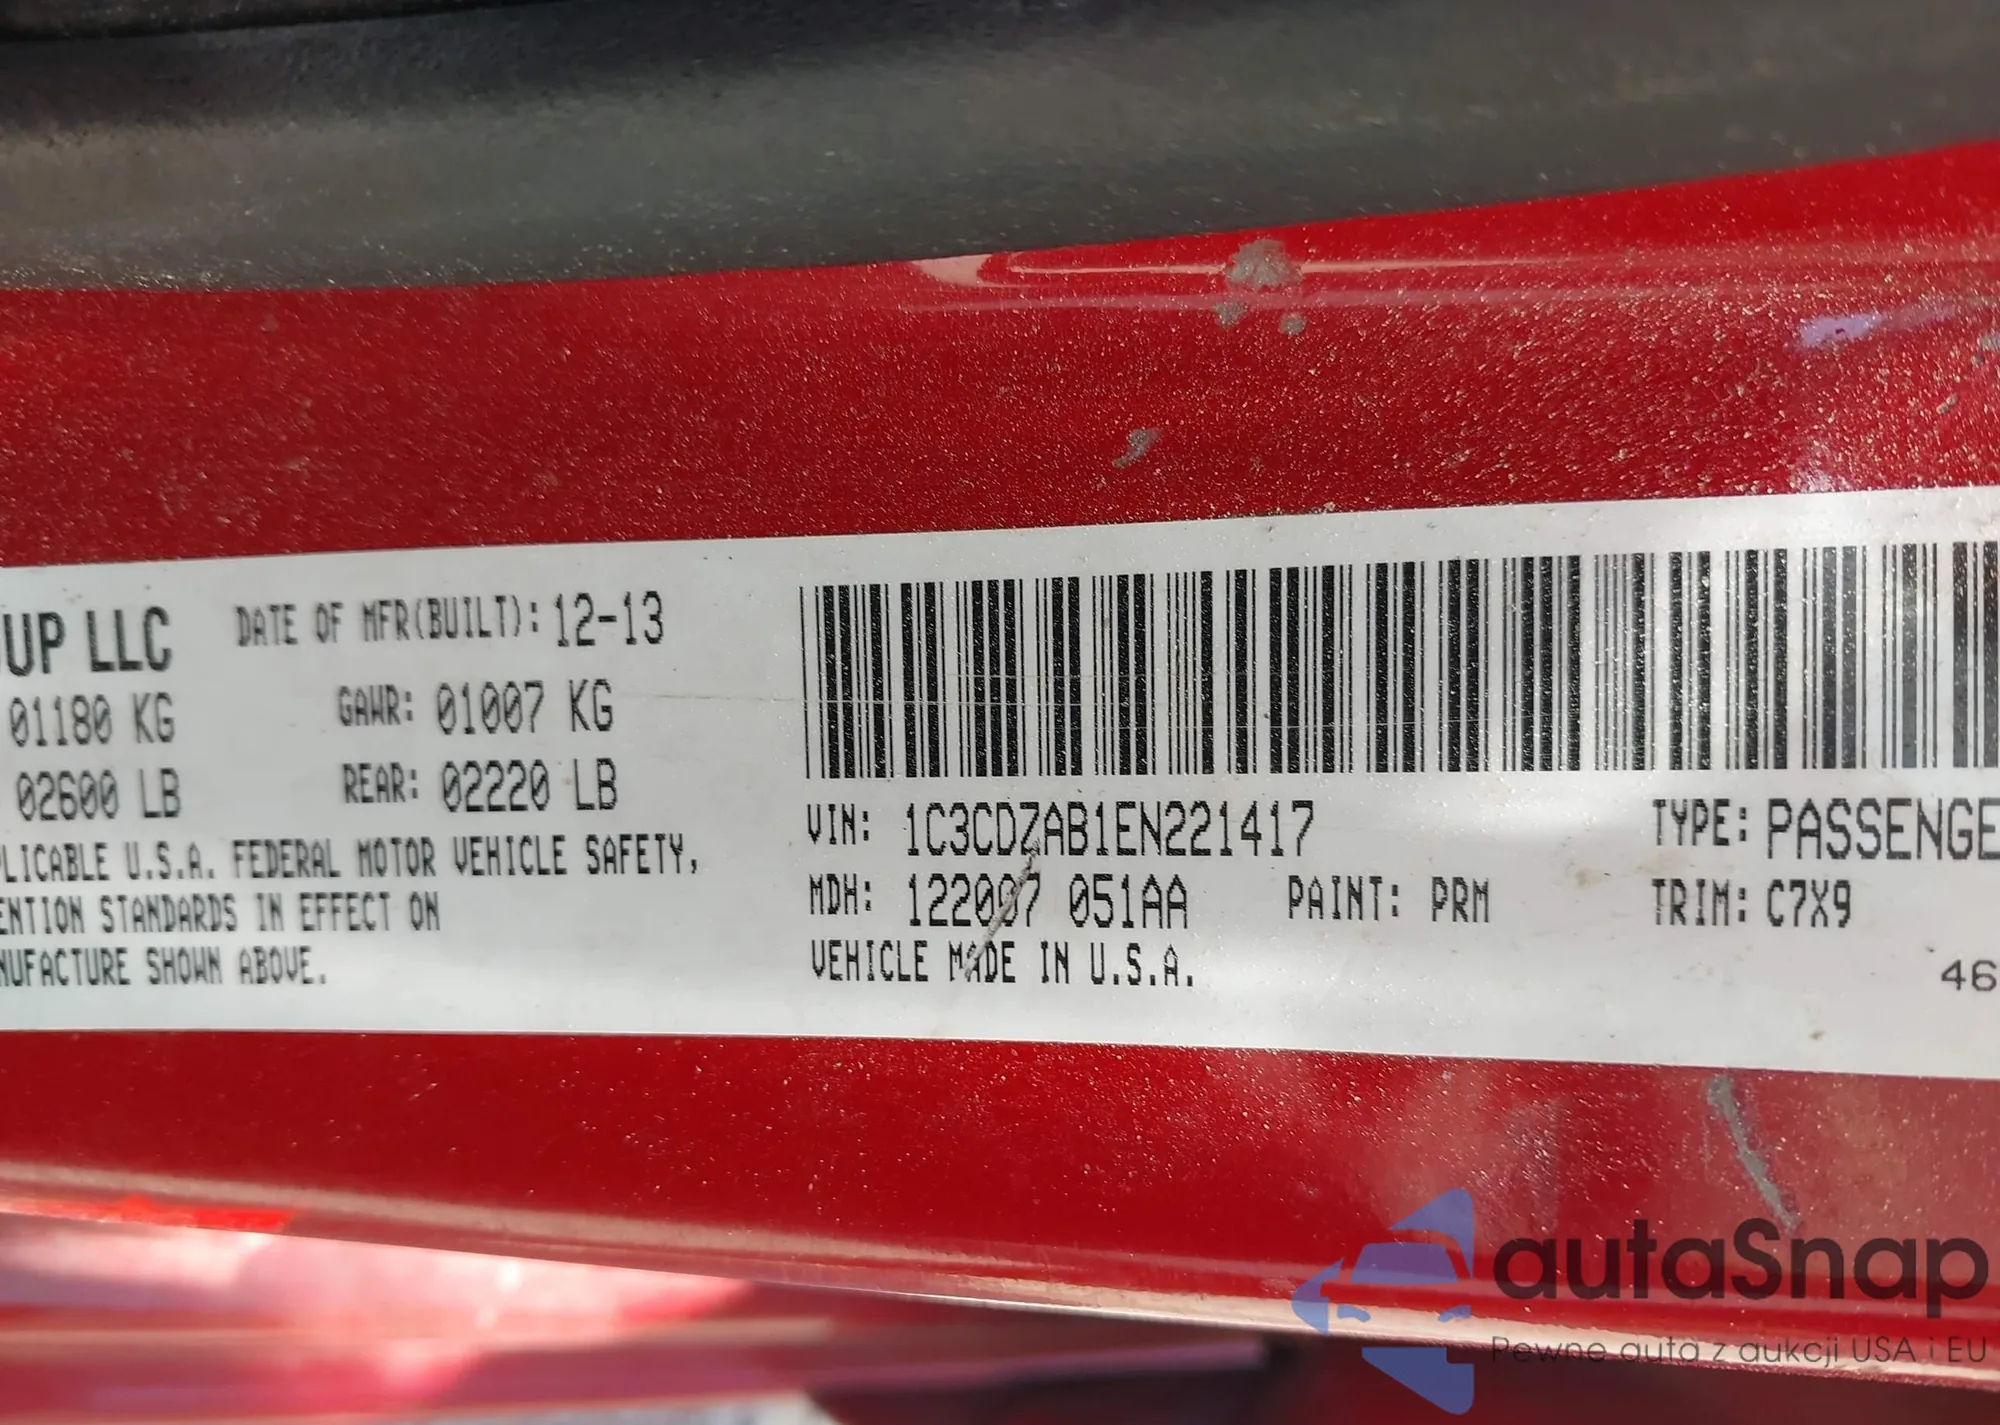 UP LLC DATE OF MFR(BUILT): 12-13
01180 KG GAWR: 01007 KG
02600 LB REAR: 02220 LB
PLICABLE U.S.A. FEDERAL MOTOR VEHICLE SAFETY,
ENTION STANDARDS IN EFFECT ON
NUFACTURE SHOWN ABOVE.
VIN: 1C3CDZAB1EN221417 TYPE: PASSENGE
MDH: 122007 051AA PAINT: PRM TRIM: C7X9
VEHICLE MADE IN U.S.A.
46
autaSnap
Pewne auta z aukcji USA i EU